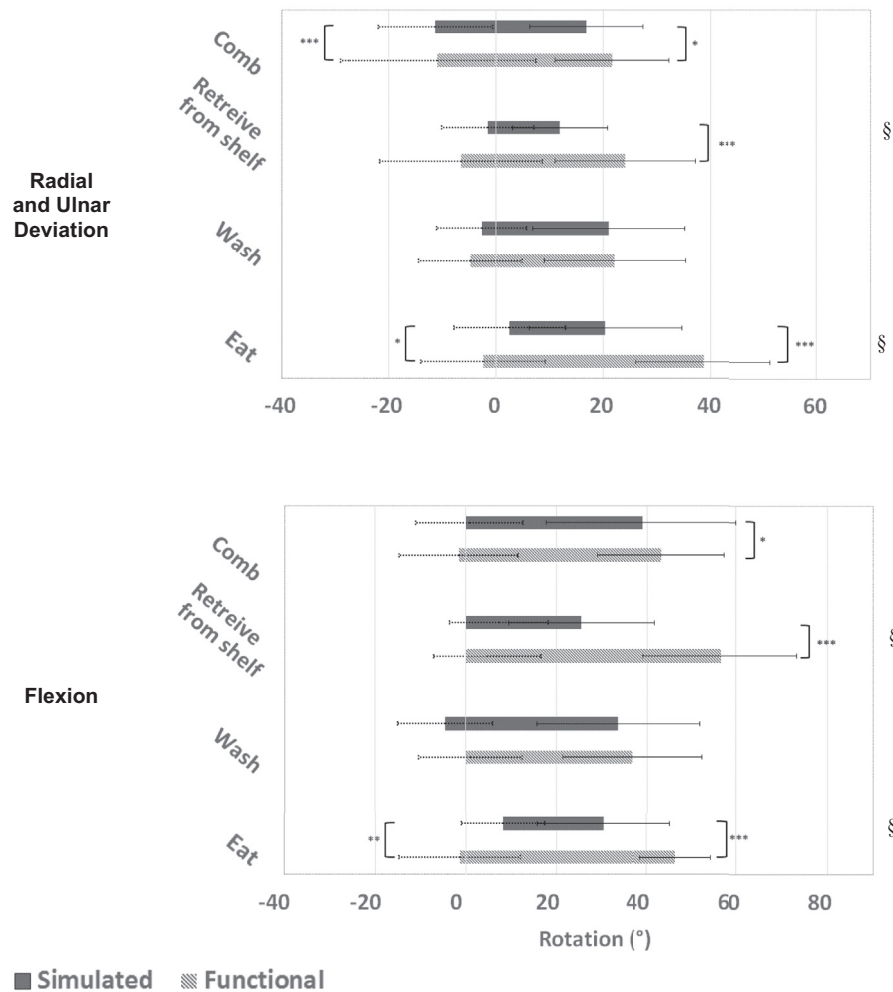 ***
Comb
*
Retreive
from shelf
***
§
Radial
and Ulnar
Deviation
Wash
Eat
*
***
§
-40 -20 0 20 40 60
Comb
*
Retreive
from shelf
***
§
Flexion
Wash
Eat
**
***
§
-40 -20 0 20 40 60 80
Rotation (°)
Simulated Functional